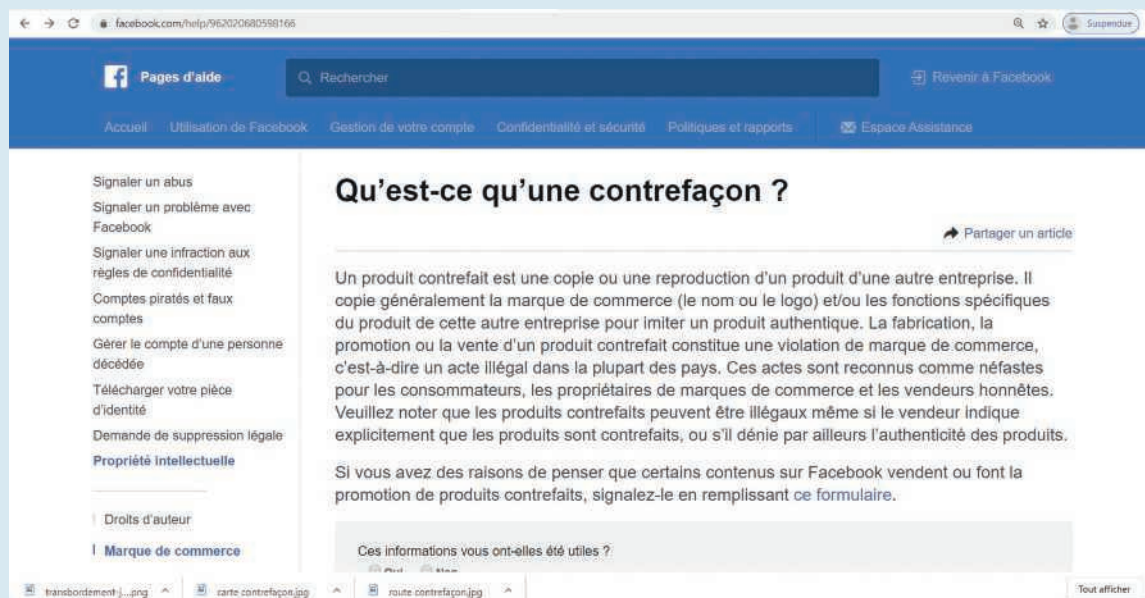 facebook.com/help/962020680598166
Suspendue
f Pages d'aide
Rechercher
Revenir à Facebook
Accueil Utilisation de Facebook Gestion de votre compte Confidentialité et sécurité Politiques et rapports Espace Assistance
Signaler un abus
Signaler un problème avec
Facebook
Signaler une infraction aux
règles de confidentialité
Comptes piratés et faux
comptes
Gérer le compte d'une personne
décédée
Télécharger votre pièce
d'identité
Demande de suppression légale
Propriété intellectuelle
Droits d'auteur
Marque de commerce
Qu'est-ce qu'une contrefaçon ?
Partager un article
Un produit contrefait est une copie ou une reproduction d'un produit d'une autre entreprise. Il
copie généralement la marque de commerce (le nom ou le logo) et/ou les fonctions spécifiques
du produit de cette autre entreprise pour imiter un produit authentique. La fabrication, la
promotion ou la vente d'un produit contrefait constitue une violation de marque de commerce,
c'est-à-dire un acte illégal dans la plupart des pays. Ces actes sont reconnus comme néfastes
pour les consommateurs, les propriétaires de marques de commerce et les vendeurs honnêtes.
Veuillez noter que les produits contrefaits peuvent être illégaux même si le vendeur indique
explicitement que les produits sont contrefaits, ou s'il dénie par ailleurs l'authenticité des produits.
Si vous avez des raisons de penser que certains contenus sur Facebook vendent ou font la
promotion de produits contrefaits, signalez-le en remplissant ce formulaire.
Ces informations vous ont-elles été utiles ?
Oui Non
transbordement-j....png carte contrefaçon.jpg route contrefaçon.jpg Tout afficher